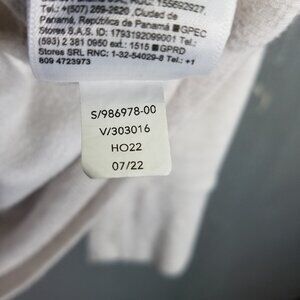 155692927,
Tel.:+(507) 269-2620 Ciudad de
Panamá, República de Panamá ■ GPEC
Stores S.A.S. ID: 1793192099001 Tel:
(593) 2 381 0950 ext.: 1515 ■ GPRD
Stores SRL RNC: 1-32-54029-8 Tel.: +1
809 4723973
S/986978-00
V/303016
HO22
07/22